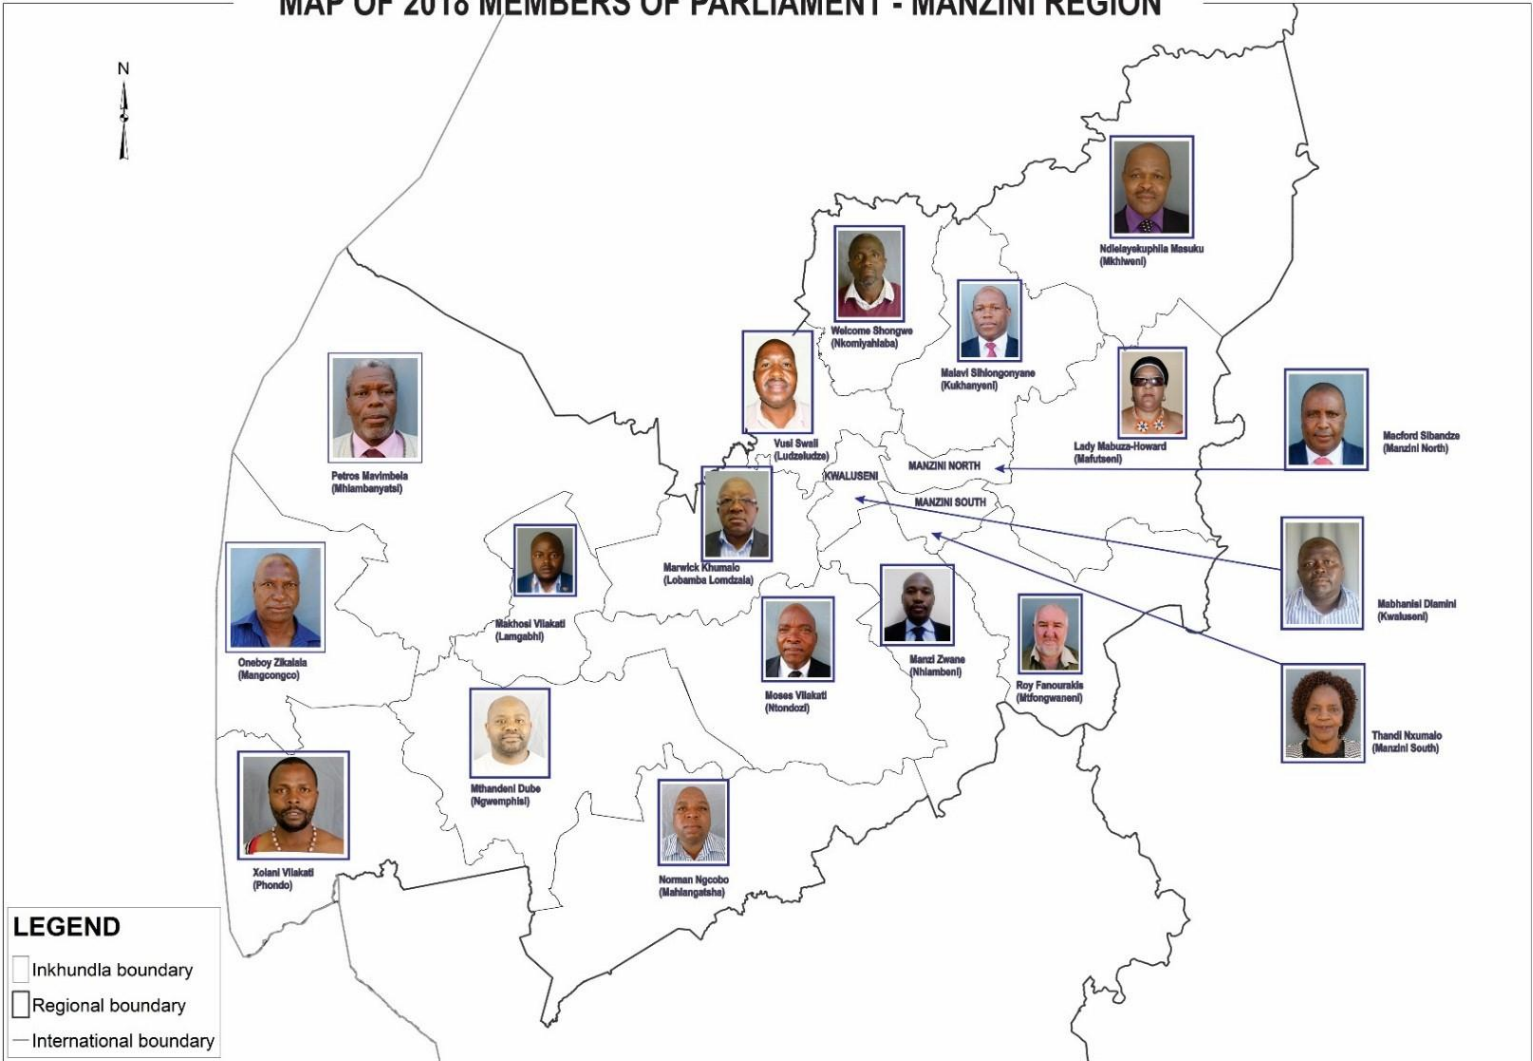 MAP OF 2018 MEMBERS OF PARLIAMENT - MANZINI REGION
N
Ndlelayekuphila Masuku
(Mkhiweni)
Welcome Shongwe
(Nkomiyahlaba)
Malavi Sihlongonyane
(Kukhanyeni)
Vusi Swali
(Ludzeludze)
Lady Mabuza-Howard
(Mafutseni)
Macford Sibandze
(Manzini North)
Petros Mavimbela
(Mhlambanyatsi)
MANZINI NORTH
KWALUSENI
MANZINI SOUTH
Marwick Khumalo
(Lobamba Lomdzala)
Mabhanisi Dlamini
(Kwaluseni)
Makhosi Vilakati
(Lamgabhi)
Oneboy Zikalala
(Mangcongco)
Manzi Zwane
(Nhlambeni)
Roy Fanourakis
(Mtfongwaneni)
Moses Vilakati
(Ntondozi)
Thandi Nxumalo
(Manzini South)
Mthandeni Dube
(Ngwemphisi)
Xolani Vilakati
(Phondo)
Norman Ngcobo
(Mahlangatsha)
LEGEND
Inkhundla boundary
Regional boundary
International boundary